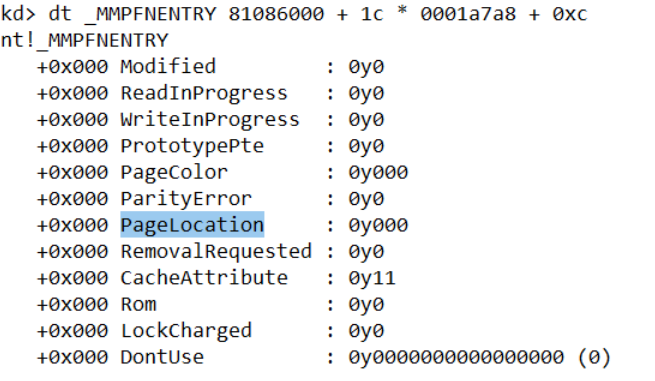 kd> dt _MMPFNENTRY 81086000 + 1c * 0001a7a8 + 0xc
nt!_MMPFNENTRY
   +0x000 Modified         : 0y0
   +0x000 ReadInProgress   : 0y0
   +0x000 WriteInProgress  : 0y0
   +0x000 PrototypePte     : 0y0
   +0x000 PageColor        : 0y000
   +0x000 ParityError      : 0y0
   +0x000 PageLocation     : 0y000
   +0x000 RemovalRequested : 0y0
   +0x000 CacheAttribute   : 0y11
   +0x000 Rom              : 0y0
   +0x000 LockCharged      : 0y0
   +0x000 DontUse          : 0y0000000000000000 (0)